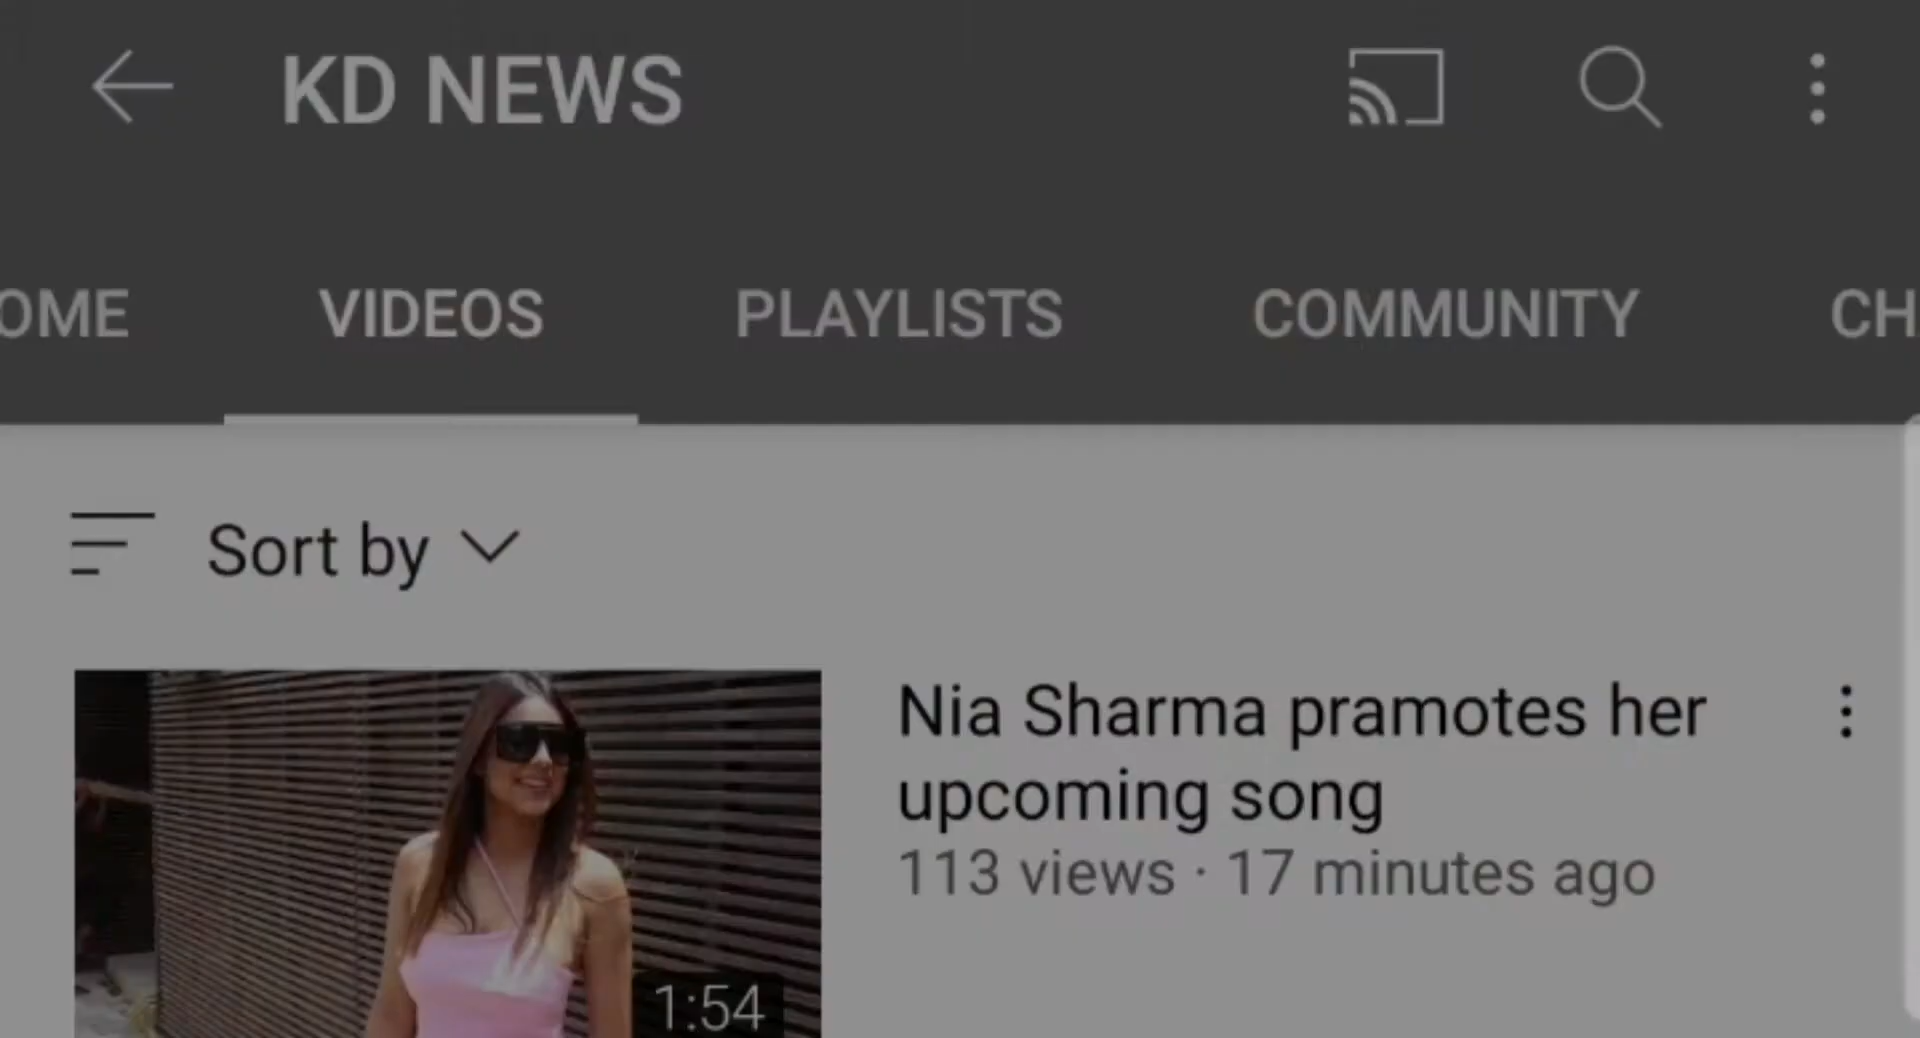 KD NEWS
OME VIDEOS PLAYLISTS COMMUNITY CH
Sort by
Nia Sharma pramotes her
upcoming song
113 views · 17 minutes ago
1:54